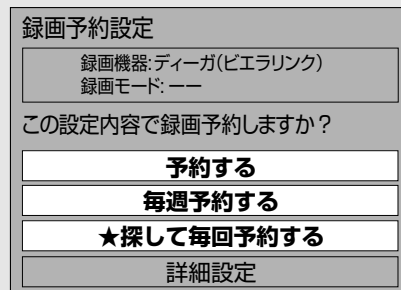 録画予約設定
録画機器:ディーガ(ビエラリンク)
録画モード:ーー
この設定内容で録画予約しますか？
予約する
毎週予約する
★探して毎回予約する
詳細設定